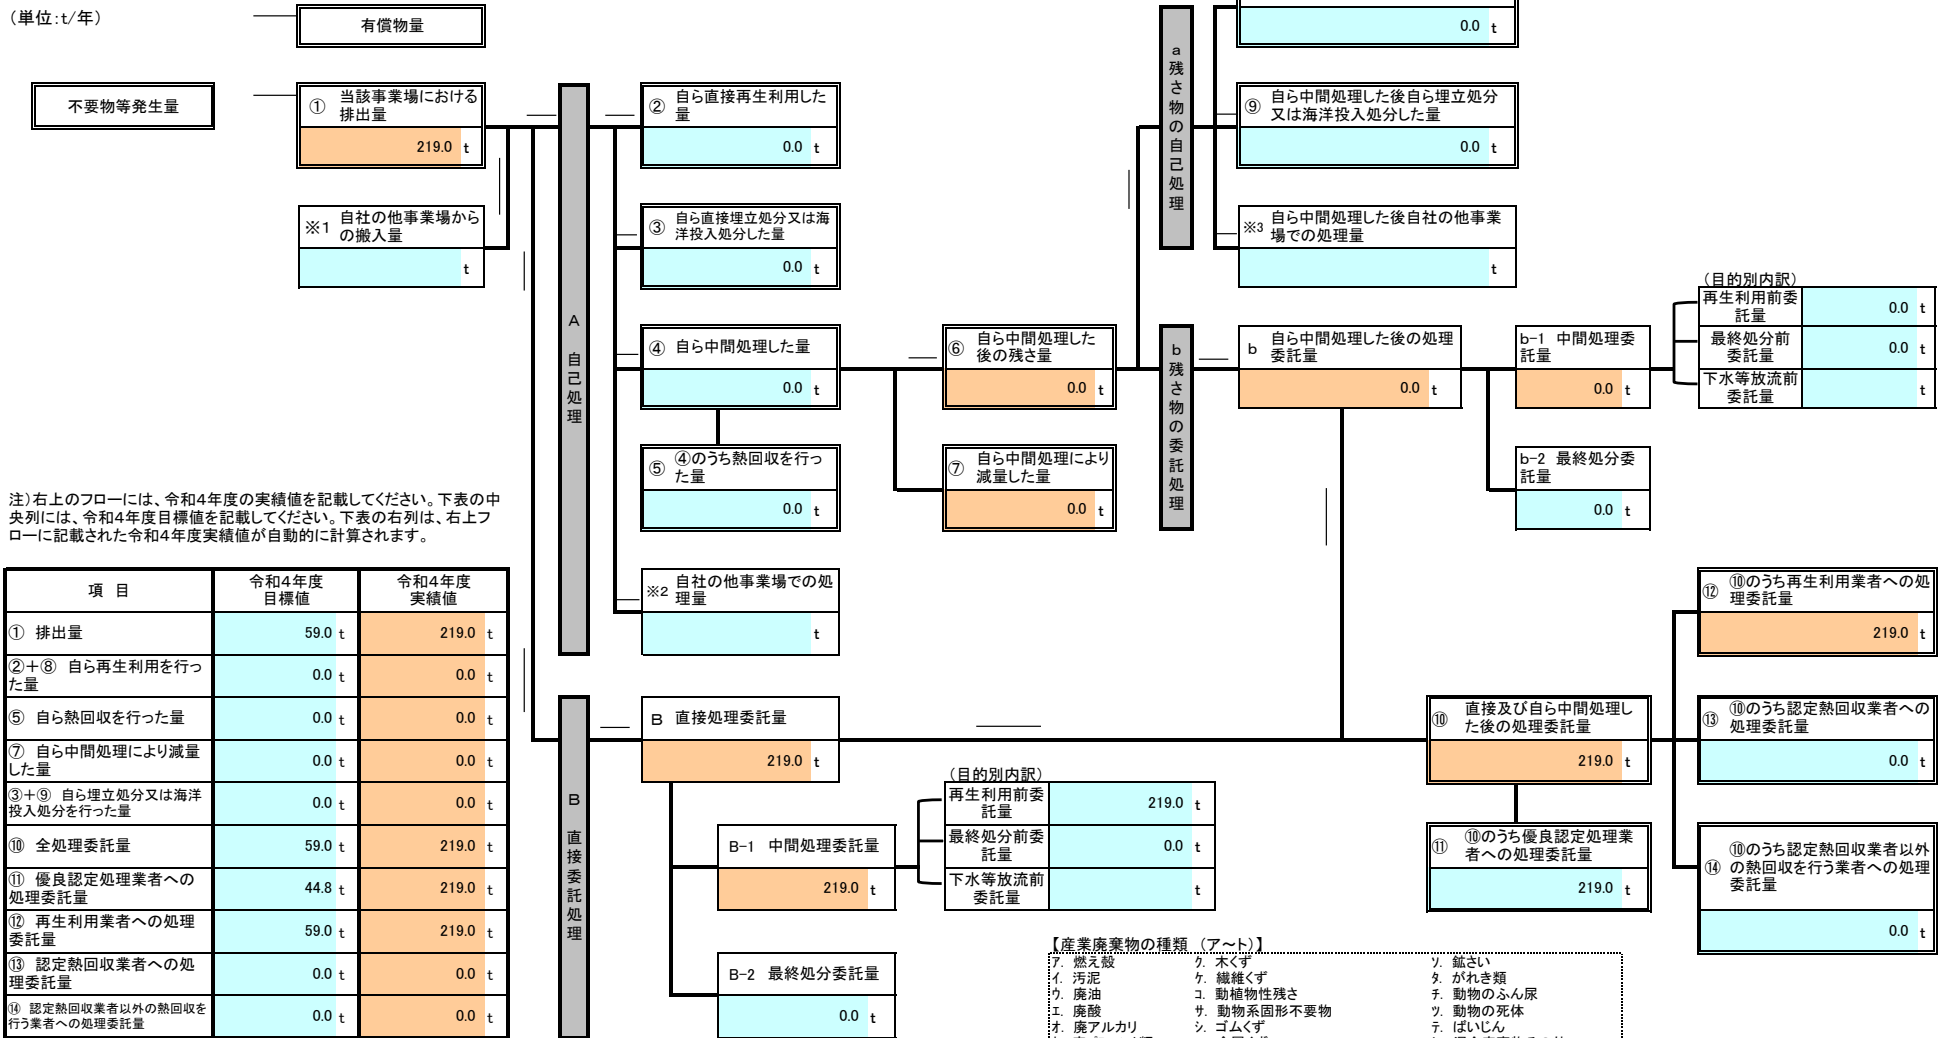 (単位:t/年)
有償物量
0.0 t
不要物等発生量
① 当該事業場における
排出量
219.0 t
※1 自社の他事業場から
の搬入量
t
A 自己処理
② 自ら直接再生利用した
量
0.0 t
③ 自ら直接埋立処分又は海
洋投入処分した量
0.0 t
④ 自ら中間処理した量
0.0 t
⑤ ④のうち熱回収を行っ
た量
0.0 t
※2 自社の他事業場での処
理量
t
⑥ 自ら中間処理した
後の残さ量
0.0 t
⑦ 自ら中間処理により
減量した量
0.0 t
a 残さ物の自己処理
⑨ 自ら中間処理した後自ら埋立処分
又は海洋投入処分した量
0.0 t
※3 自ら中間処理した後自社の他事業
場での処理量
t
b 残さ物の委託処理
b 自ら中間処理した後の処理
委託量
0.0 t
b-1 中間処理委
託量
0.0 t
(目的別内訳)
再生利用前委
託量
0.0 t
最終処分前
委託量
0.0 t
下水等放流前
委託量
t
b-2 最終処分委
託量
0.0 t
注)右上のフローには、令和4年度の実績値を記載してください。下表の中
央列には、令和4年度目標値を記載してください。下表の右列は、右上フ
ローに記載された令和4年度実績値が自動的に計算されます。
項 目
令和4年度
目標値
令和4年度
実績値
① 排出量 59.0 t 219.0 t
②+⑧ 自ら再生利用を行っ
た量
0.0 t 0.0 t
⑤ 自ら熱回収を行った量 0.0 t 0.0 t
⑦ 自ら中間処理により減量
した量
0.0 t 0.0 t
③+⑨ 自ら埋立処分又は海洋
投入処分を行った量
0.0 t 0.0 t
⑩ 全処理委託量 59.0 t 219.0 t
⑪ 優良認定処理業者への
処理委託量
44.8 t 219.0 t
⑫ 再生利用業者への処理
委託量
59.0 t 219.0 t
⑬ 認定熱回収業者への処
理委託量
0.0 t 0.0 t
⑭ 認定熱回収業者以外の熱回収を
行う業者への処理委託量
0.0 t 0.0 t
B 直接委託処理
B 直接処理委託量
219.0 t
B-1 中間処理委託量
219.0 t
(目的別内訳)
再生利用前委
託量
219.0 t
最終処分前委
託量
0.0 t
下水等放流前
委託量
t
B-2 最終処分委託量
0.0 t
⑩ 直接及び自ら中間処理し
た後の処理委託量
219.0 t
⑪ ⑩のうち優良認定処理業
者への処理委託量
219.0 t
⑫ ⑩のうち再生利用業者への処
理委託量
219.0 t
⑬ ⑩のうち認定熱回収業者への
処理委託量
0.0 t
⑭ ⑩のうち認定熱回収業者以外
の熱回収を行う業者への処理
委託量
0.0 t
【産業廃棄物の種類 (ア~ト)】
ア. 燃え殻 ク. 木くず ソ. 鉱さい
イ. 汚泥 ケ. 繊維くず タ. がれき類
ウ. 廃油 コ. 動植物性残さ チ. 動物のふん尿
エ. 廃酸 サ. 動物系固形不要物 ツ. 動物の死体
オ. 廃アルカリ シ. ゴムくず テ. ばいじん